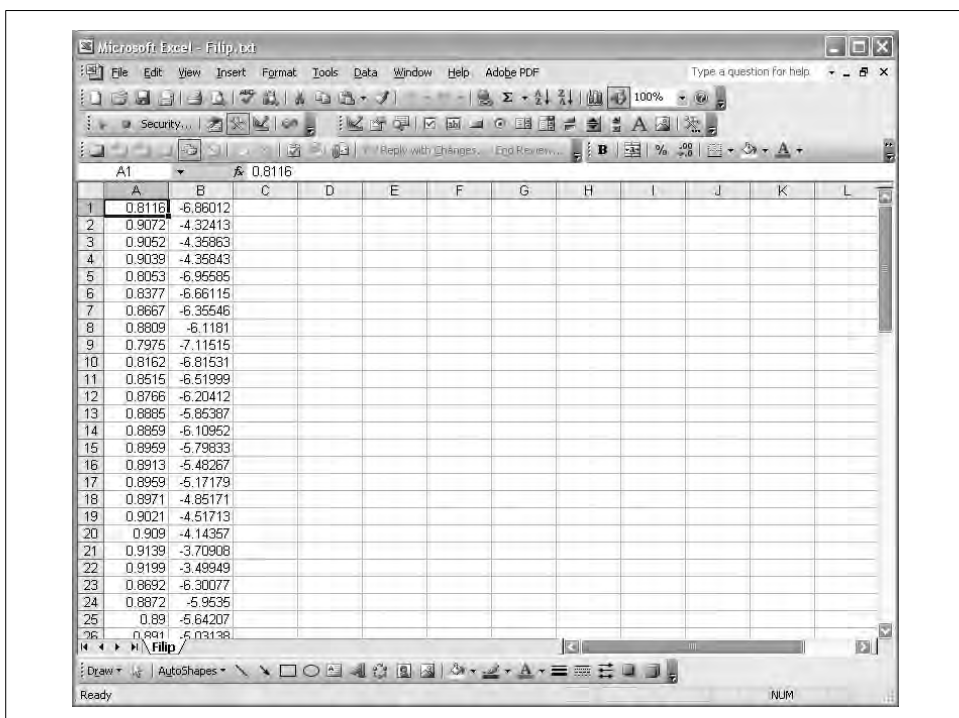 Microsoft Excel - Filip.txt
File Edit View Insert Format Tools Data Window Help Adobe PDF Type a question for help
100%
Security...
Reply with Changes... End Review...
A1 fx 0.8116
A B C D E F G H I J K L
1 0.8116 -6.86012
2 0.9072 -4.32413
3 0.9052 -4.35863
4 0.9039 -4.35843
5 0.8053 -6.95585
6 0.8377 -6.66115
7 0.8667 -6.35546
8 0.8809 -6.1181
9 0.7975 -7.11515
10 0.8162 -6.81531
11 0.8515 -6.51999
12 0.8766 -6.20412
13 0.8885 -5.85387
14 0.8859 -6.10952
15 0.8959 -5.79833
16 0.8913 -5.48267
17 0.8959 -5.17179
18 0.8971 -4.85171
19 0.9021 -4.51713
20 0.909 -4.14357
21 0.9139 -3.70908
22 0.9199 -3.49949
23 0.8692 -6.30077
24 0.8872 -5.9535
25 0.89 -5.64207
26 0.891 -5.03138
Filip
Draw AutoShapes
Ready NUM